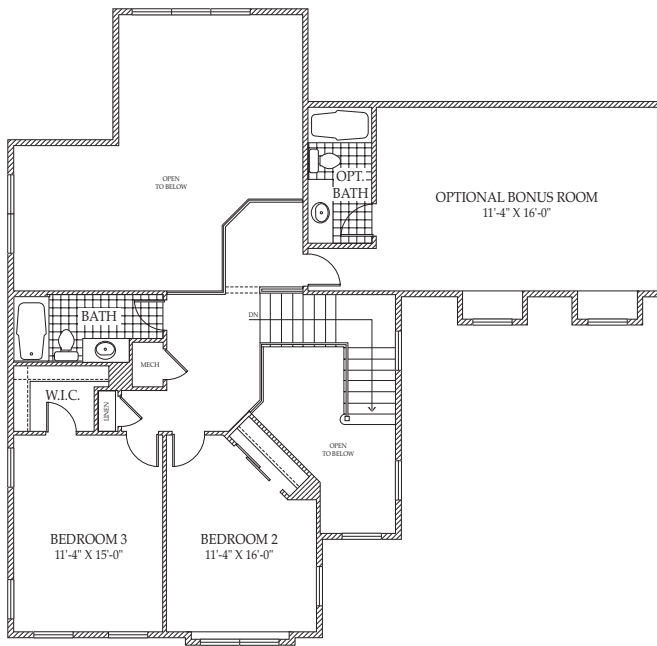 OPEN
TO BELOW
OPT.
BATH
OPTIONAL BONUS ROOM
11'-4" X 16'-0"
BATH
DN
MECH
W.I.C.
LINEN
OPEN
TO BELOW
BEDROOM 3
11'-4" X 15'-0"
BEDROOM 2
11'-4" X 16'-0"